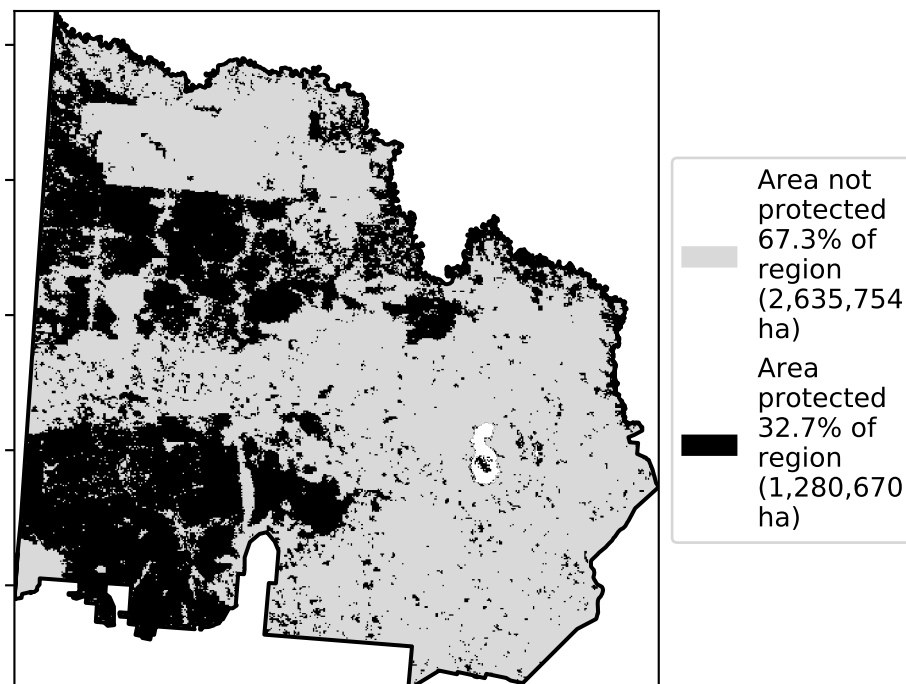 Area not
protected
67.3% of
region
(2,635,754
ha)
Area
protected
32.7% of
region
(1,280,670
ha)